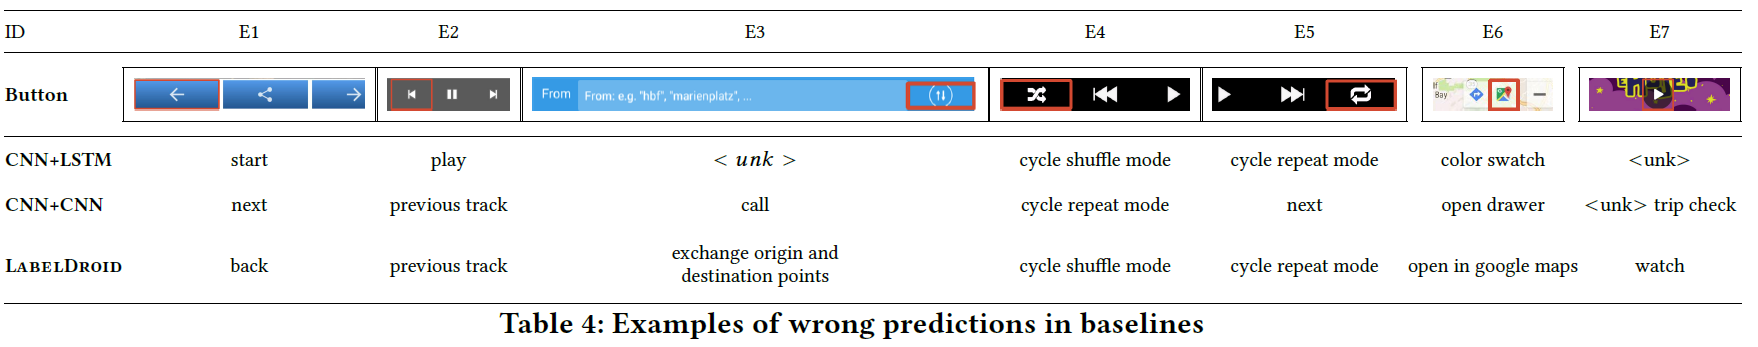 ID E1 E2 E3 E4 E5 E6 E7
Button From From: e.g. "hbf", "marienplatz", ... If Bay
CNN+LSTM start play < unk > cycle shuffle mode cycle repeat mode color swatch <unk>
CNN+CNN next previous track call cycle repeat mode next open drawer <unk> trip check
LABELDROID back previous track exchange origin and destination points cycle shuffle mode cycle repeat mode open in google maps watch
Table 4: Examples of wrong predictions in baselines